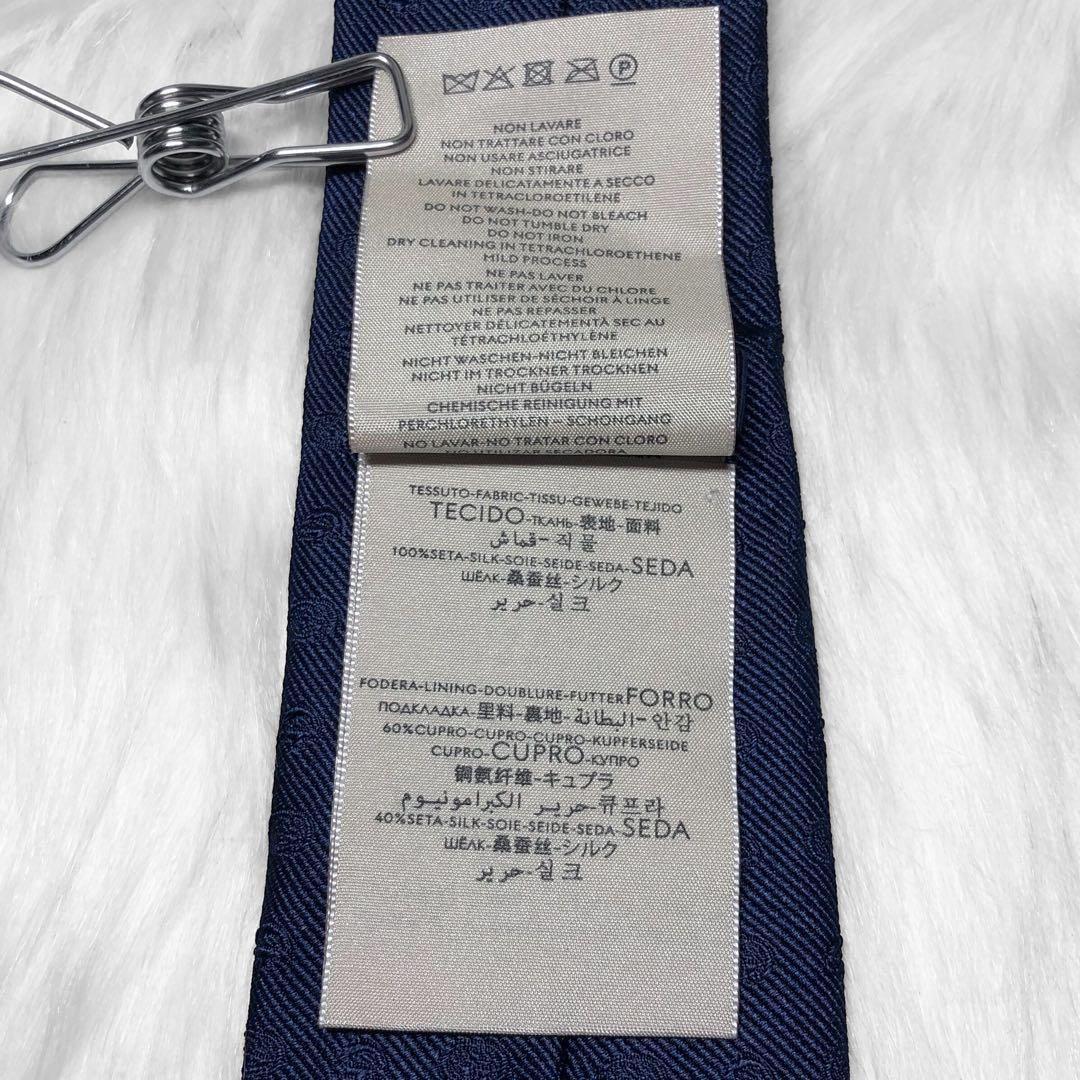 P
NON LAVARE
NON TRATTARE CON CLORO
NON USARE ASCIUGATRICE
NON STIRARE
LAVARE DELICATAMENTE A SECCO
IN TETRACLOROETILENE
DO NOT WASH-DO NOT BLEACH
DO NOT TUMBLE DRY
DO NOT IRON
DRY CLEANING IN TETRACHLOROETHENE
MILD PROCESS
NE PAS LAVER
NE PAS TRAITER AVEC DU CHLORE
NE PAS UTILISER DE SÉCHOIR À LINGE
NE PAS REPASSER
NETTOYER DÉLICATEMENTÀ SEC AU
TÉTRACHLOÉTHYLÈNE
NICHT WASCHEN-NICHT BLEICHEN
NICHT IM TROCKNER TROCKNEN
NICHT BÜGELN
CHEMISCHE REINIGUNG MIT
PERCHLORETHYLEN – SCHONGANG
NO LAVAR-NO TRATAR CON CLORO
NO UTILIZAR SECADORA
TESSUTO-FABRIC-TISSU-GEWEBE-TEJIDO
TECIDO-ТКАНЬ-表地-面料
قماش-직물
100%SETA-SILK-SOIE-SEIDE-SEDA-SEDA
ШЁЛК-桑蚕丝-シルク
حرير-실크
FODERA-LINING-DOUBLURE-FUTTERFORRO
ПОДКЛАДКА-里料-裏地-البطانة-안감
60%CUPRO-CUPRO-CUPRO-KUPFERSEIDE
CUPRO-CUPRO-КУПРО
铜氨纤维-キュプラ
حرير الكبرامونيوم-큐프라
40%SETA-SILK-SOIE-SEIDE-SEDA-SEDA
ШЁЛК-桑蚕丝-シルク
حرير-실크